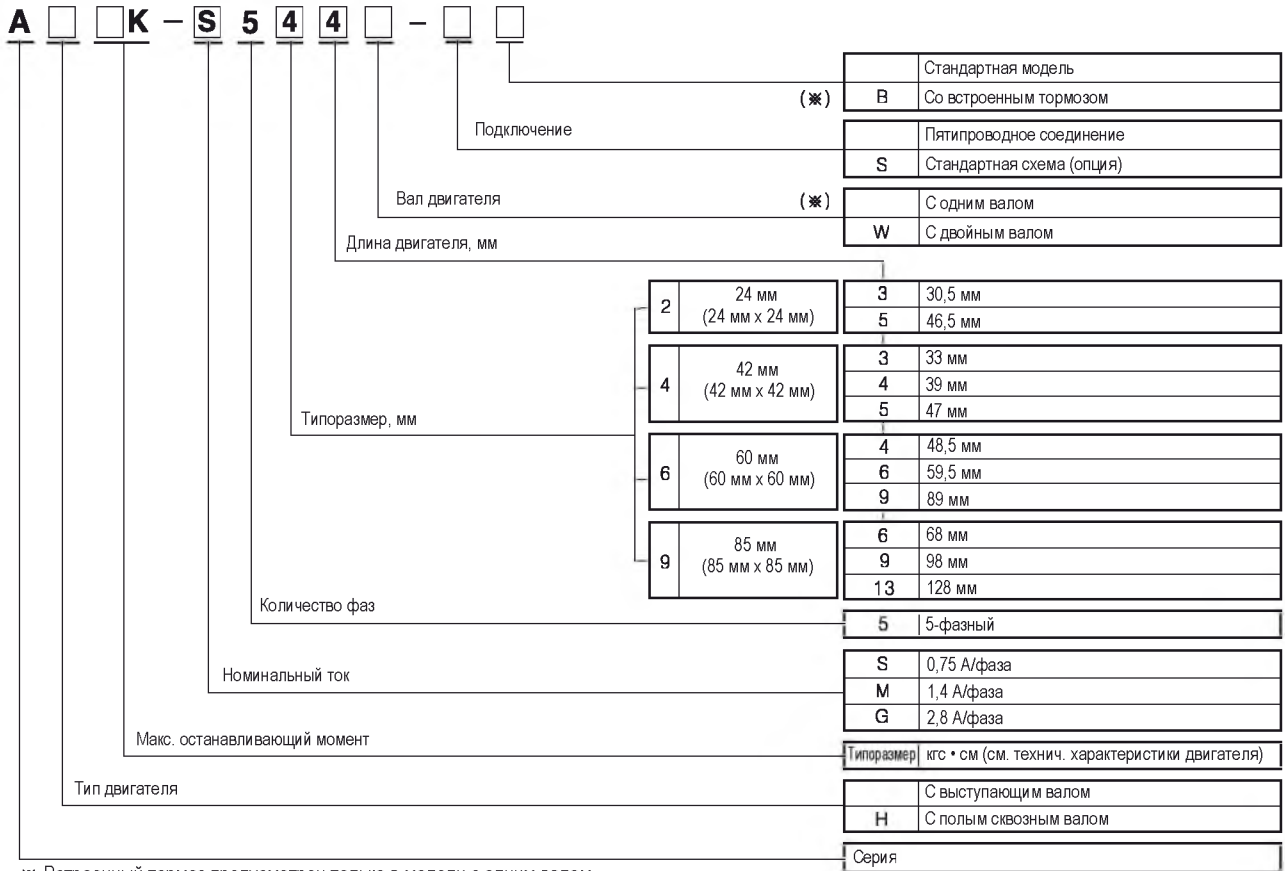 A □ □K – S 5 4 4 □ – □ □
Стандартная модель
(※) B Со встроенным тормозом
Подключение
Пятипроводное соединение
S Стандартная схема (опция)
Вал двигателя
(※) С одним валом
W С двойным валом
Длина двигателя, мм
2 24 мм (24 мм x 24 мм)
3 30,5 мм
5 46,5 мм
4 42 мм (42 мм x 42 мм)
3 33 мм
4 39 мм
5 47 мм
Типоразмер, мм
6 60 мм (60 мм x 60 мм)
4 48,5 мм
6 59,5 мм
9 89 мм
9 85 мм (85 мм x 85 мм)
6 68 мм
9 98 мм
13 128 мм
Количество фаз
5 5-фазный
Номинальный ток
S 0,75 А/фаза
M 1,4 А/фаза
G 2,8 А/фаза
Макс. останавливающий момент
Типоразмер кгс • см (см. технич. характеристики двигателя)
Тип двигателя
С выступающим валом
H С полым сквозным валом
Серия